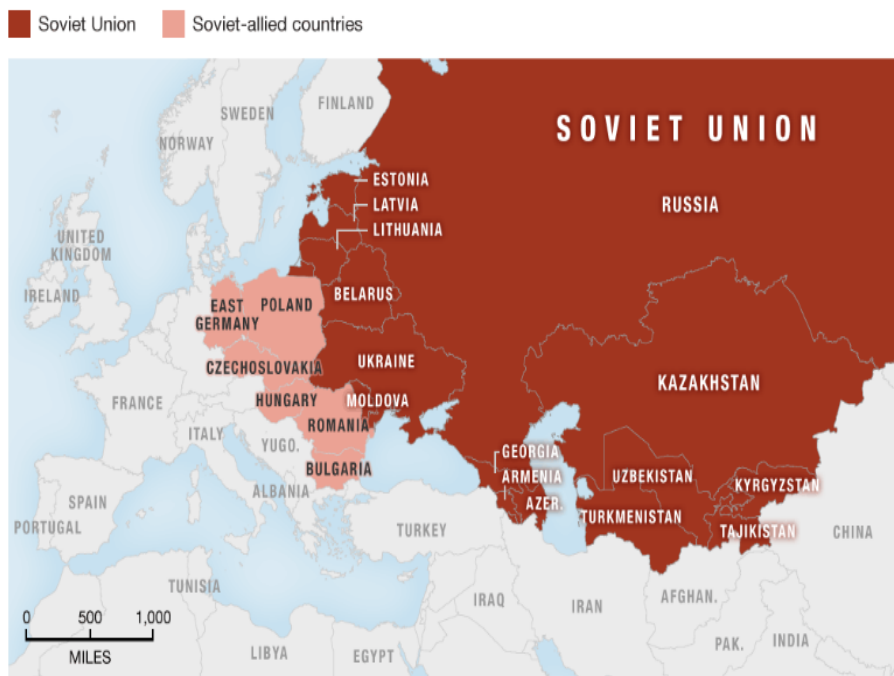 Soviet Union
Soviet-allied countries
FINLAND
SWEDEN
NORWAY
SOVIET UNION
ESTONIA
LATVIA
LITHUANIA
RUSSIA
UNITED
KINGDOM
IRELAND
BELARUS
EAST
GERMANY
POLAND
CZECHOSLOVAKIA
UKRAINE
KAZAKHSTAN
HUNGARY
MOLDOVA
FRANCE
ROMANIA
ITALY
YUGO.
GEORGIA
BULGARIA
ARMENIA
UZBEKISTAN
KYRGYZSTAN
ALBANIA
SPAIN
AZER.
TURKMENISTAN
PORTUGAL
TURKEY
TAJIKISTAN
CHINA
TUNISIA
IRAQ
IRAN
AFGHAN.
0 500 1,000
MILES
LIBYA
EGYPT
PAK.
INDIA